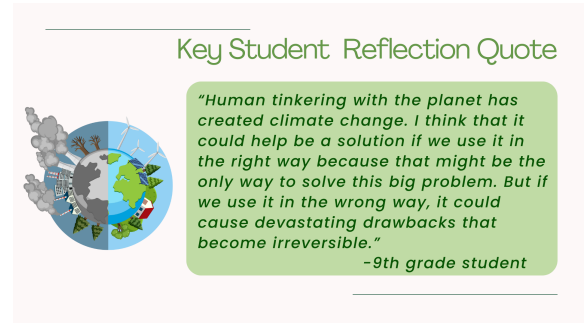 Key Student Reflection Quote
“Human tinkering with the planet has
created climate change. I think that it
could help be a solution if we use it in
the right way because that might be the
only way to solve this big problem. But if
we use it in the wrong way, it could
cause devastating drawbacks that
become irreversible.”
-9th grade student